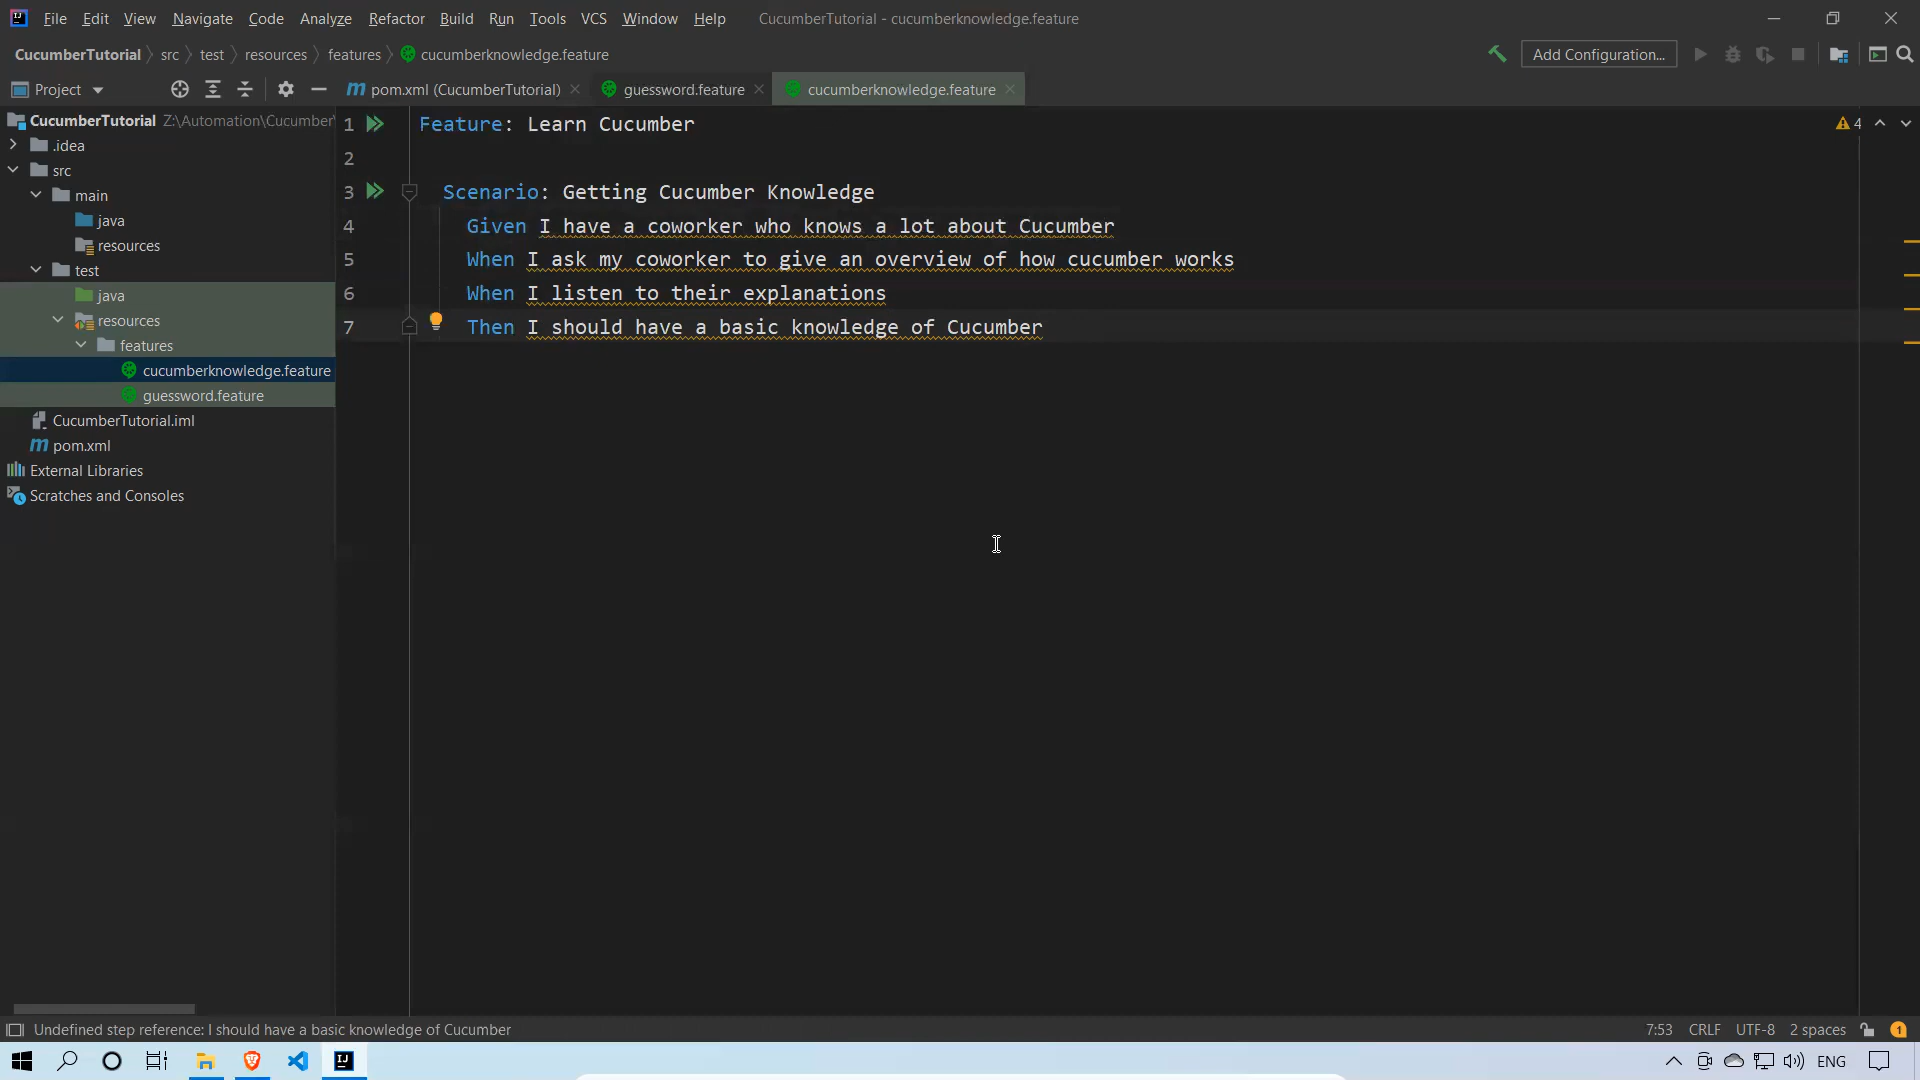 File Edit View Navigate Code Analyze Refactor Build Run Tools VCS Window Help CucumberTutorial - cucumberknowledge.feature
CucumberTutorial src test resources features cucumberknowledge.feature Add Configuration...
Project pom.xml (CucumberTutorial) guessword.feature cucumberknowledge.feature
CucumberTutorial Z:\Automation\Cucumber
.idea
src
main
java
resources
test
java
resources
features
cucumberknowledge.feature
guessword.feature
CucumberTutorial.iml
pom.xml
External Libraries
Scratches and Consoles
1 Feature: Learn Cucumber 4
2
3 Scenario: Getting Cucumber Knowledge
4 Given I have a coworker who knows a lot about Cucumber
5 When I ask my coworker to give an overview of how cucumber works
6 When I listen to their explanations
7 Then I should have a basic knowledge of Cucumber
Undefined step reference: I should have a basic knowledge of Cucumber 7:53 CRLF UTF-8 2 spaces 1
IJ ENG